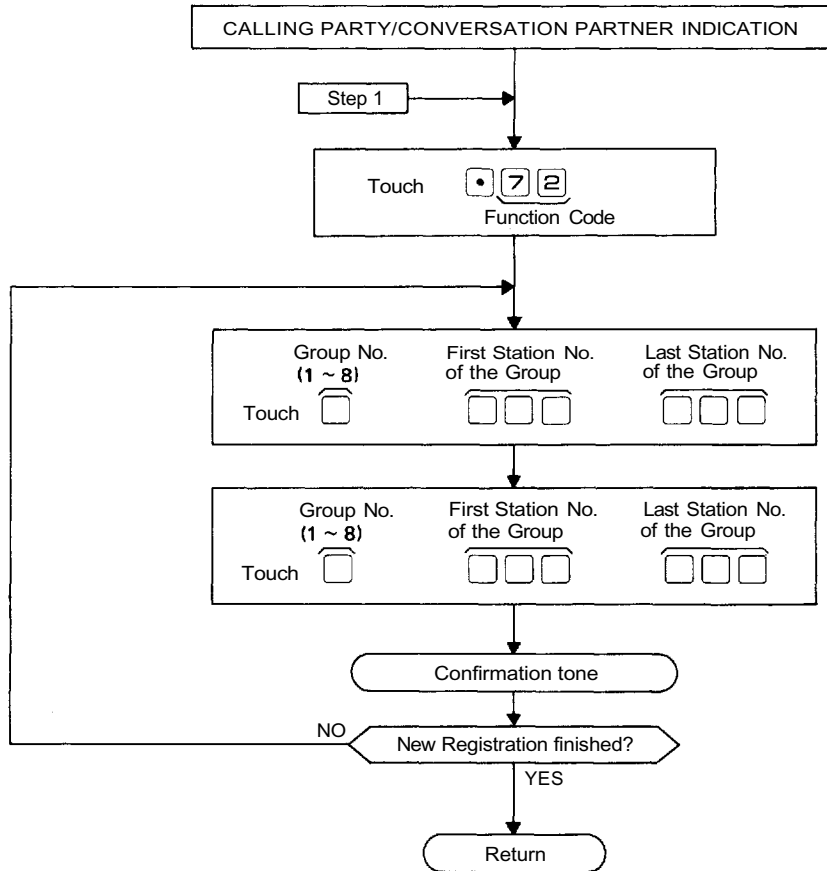 CALLING PARTY/CONVERSATION PARTNER INDICATION
Step 1
Touch • 7 2
Function Code
Group No. First Station No. Last Station No.
(1 ~ 8) of the Group of the Group
Touch
Group No. First Station No. Last Station No.
(1 ~ 8) of the Group of the Group
Touch
Confirmation tone
NO New Registration finished?
YES
Return